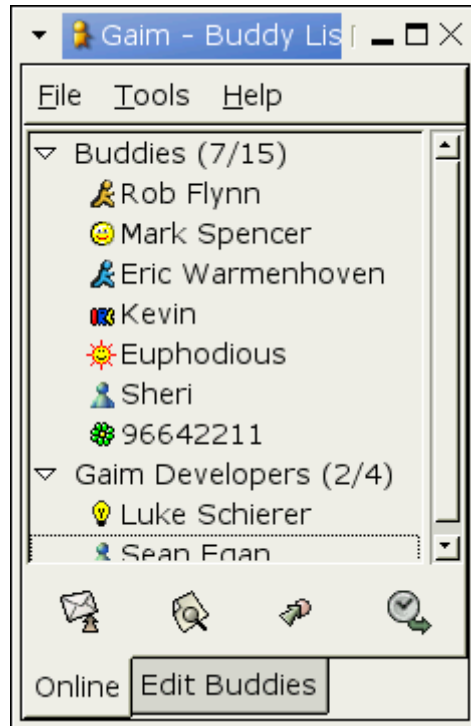 Gaim - Buddy Lis
File Tools Help
Buddies (7/15)
Rob Flynn
Mark Spencer
Eric Warmenhoven
Kevin
Euphodious
Sheri
96642211
Gaim Developers (2/4)
Luke Schierer
Sean Egan
Online Edit Buddies